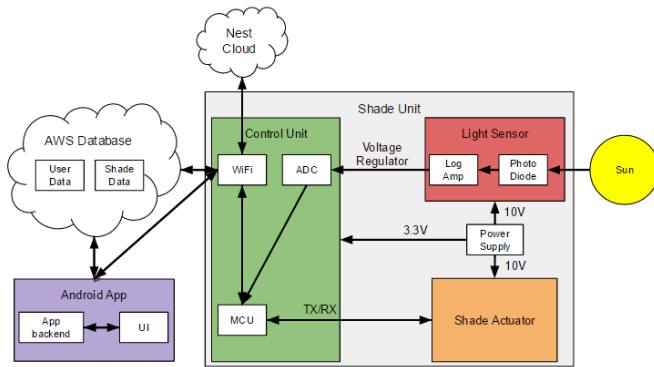 Nest
Cloud
Shade Unit
AWS Database
User
Data
Shade
Data
Control Unit
WiFi
ADC
Voltage
Regulator
Light Sensor
Log
Amp
Photo
Diode
Sun
10V
3.3V
Power
Supply
10V
Android App
App
backend
UI
MCU
TX/RX
Shade Actuator